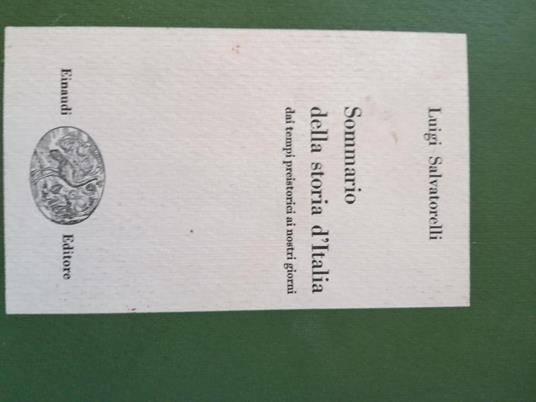 Luigi Salvatorelli
Sommario
della storia d'Italia
dai tempi preistorici ai nostri giorni
Einaudi Editore